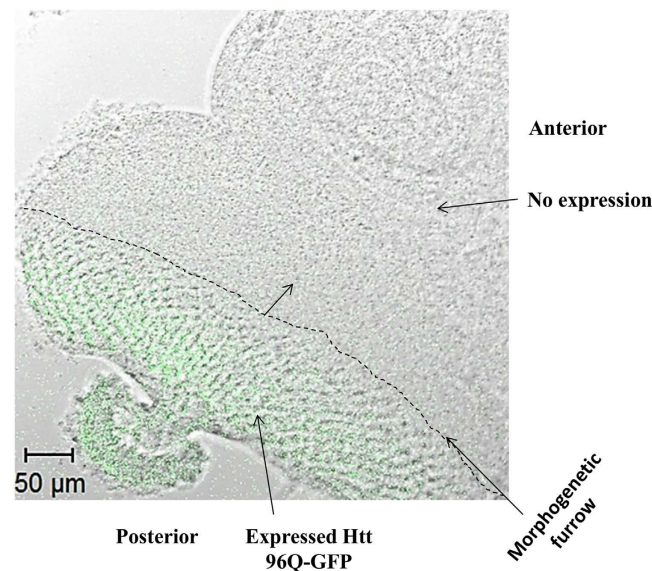 Anterior
No expression
50 µm
Posterior
Expressed Htt
96Q-GFP
Morphogenetic
furrow